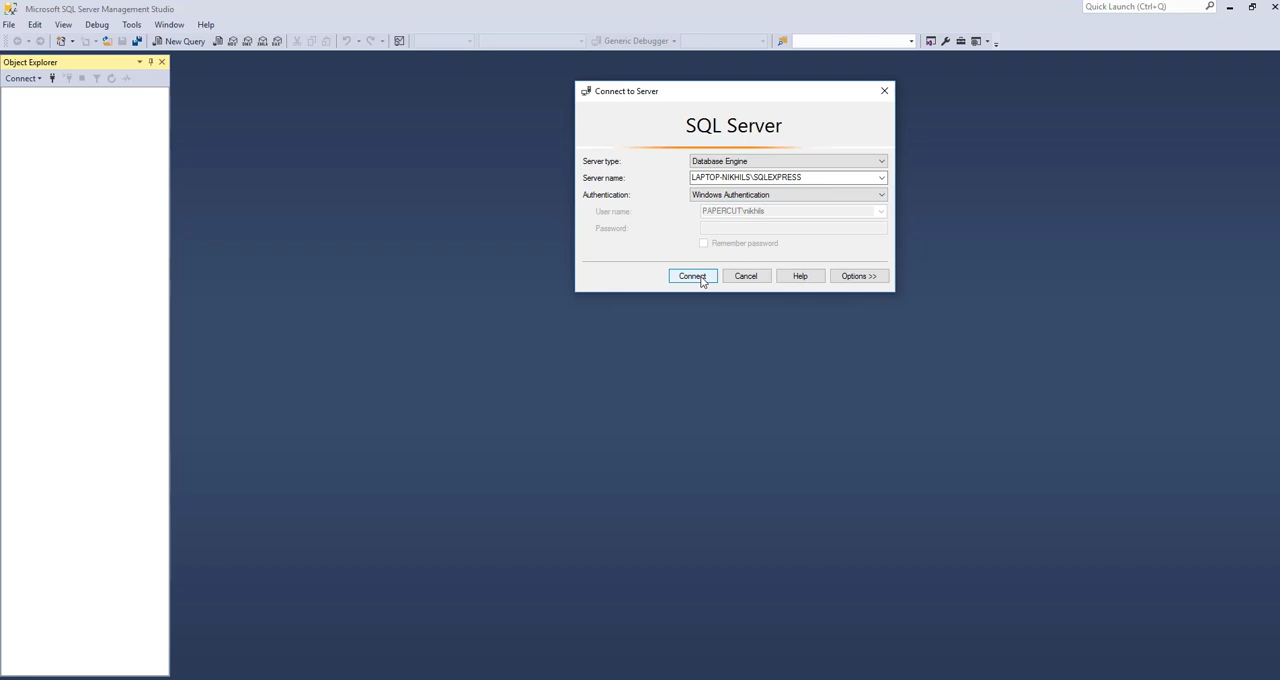 Microsoft SQL Server Management Studio
Quick Launch (Ctrl+Q)
File Edit View Debug Tools Window Help
New Query
Generic Debugger
Object Explorer
Connect
Connect to Server
SQL Server
Server type: Database Engine
Server name: LAPTOP-NIKHILS\SQLEXPRESS
Authentication: Windows Authentication
User name: PAPERCUT\nikhils
Password:
Remember password
Connect Cancel Help Options >>